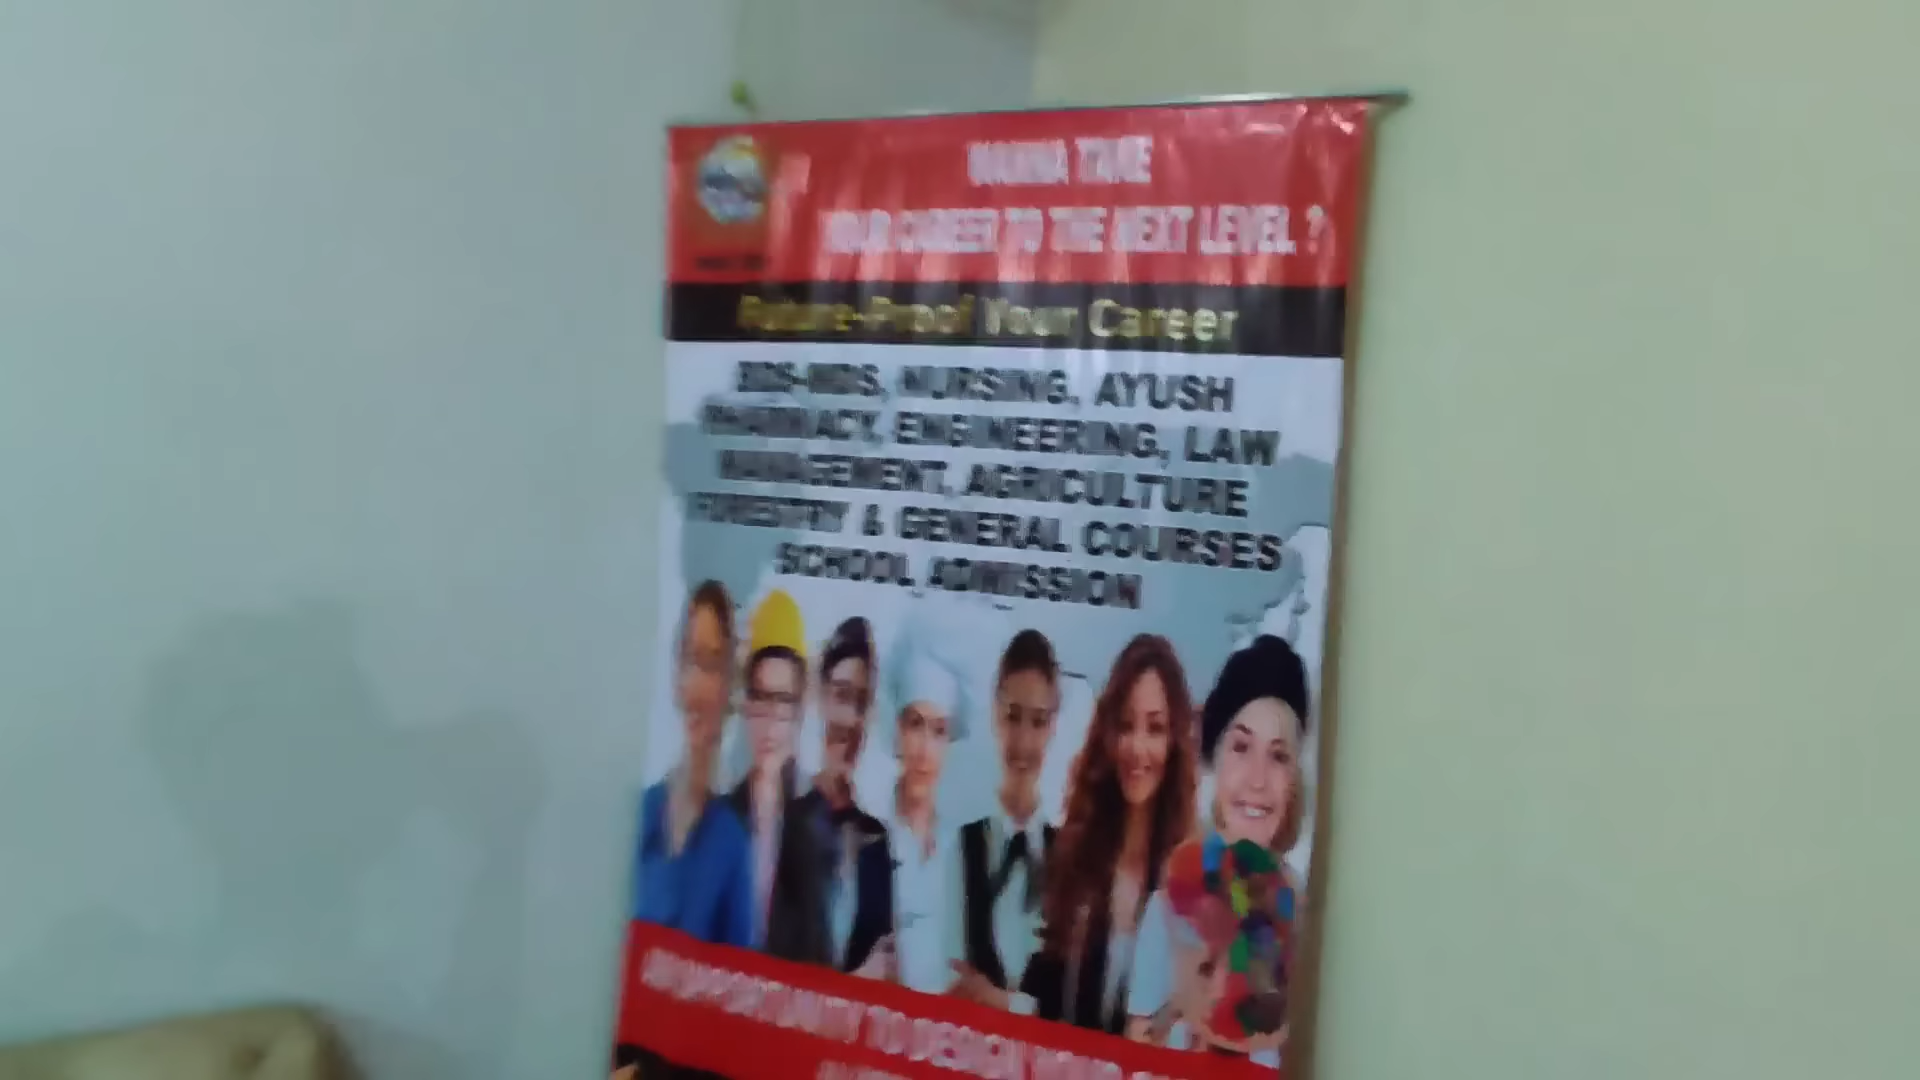 WANNA TAKE
YOUR CAREER TO THE NEXT LEVEL ?
Future-Proof Your Career
BDS-MDS, NURSING, AYUSH
PHARMACY, ENGINEERING, LAW
MANAGEMENT, AGRICULTURE
FORESTRY & GENERAL COURSES
SCHOOL ADMISSION
AN OPPORTUNITY TO DESIGN YOUR